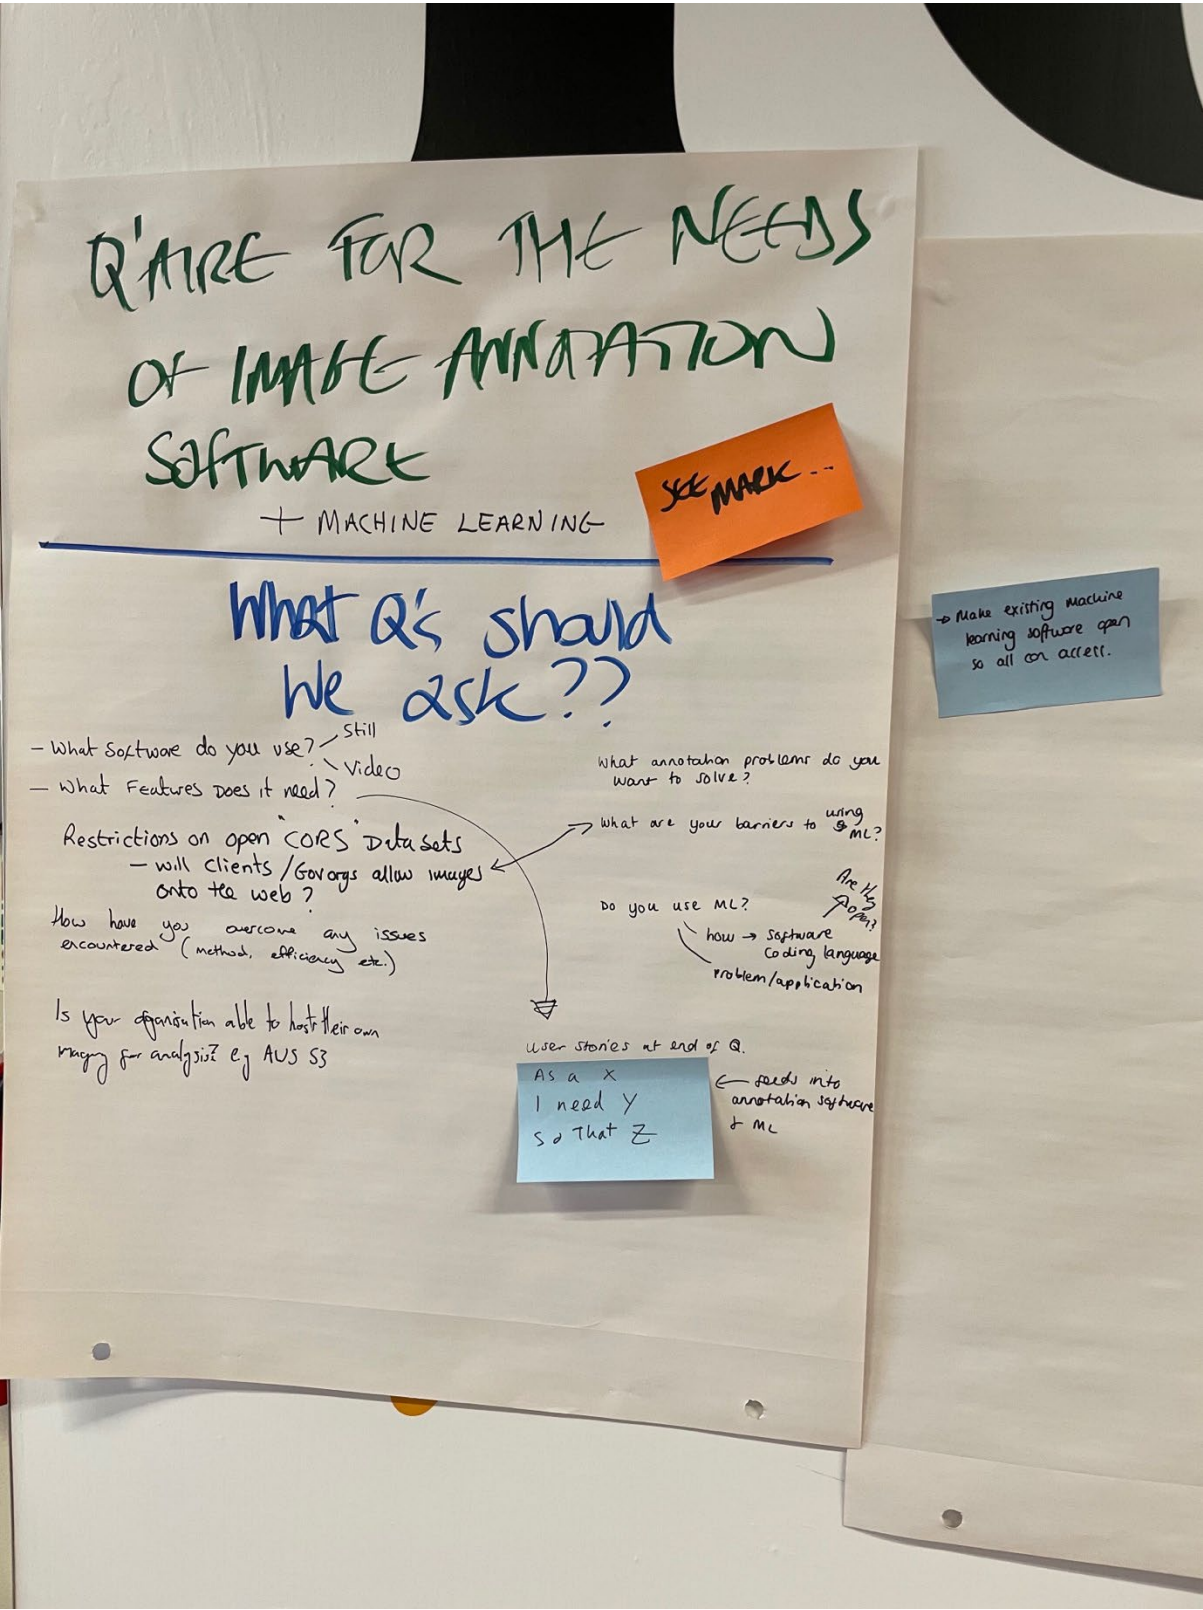 Q'AIRE FOR THE NEEDS
OF IMAGE ANNOTATION
SOFTWARE
+ MACHINE LEARNING
SEE MARK...
What Q's should
We ask??
- What Software do you use?
Still
Video
- What Features Does it need?
Restrictions on open "CORS" Datasets
- will Clients/Gov orgs allow images
onto the web?
How have you overcome any issues
encountered (method, efficiency etc.)
Is your organisation able to host their own
imagery for analysis? eg AWS S3
What annotation problems do you
want to solve?
What are your barriers to using
ML?
Are they
open?
Do you use ML?
how → software
Coding language
problem/application
User stories at end of Q.
As a X
I need Y
So That Z
← feeds into
annotation software
& ML
→ Make existing machine
learning software open
so all can access.